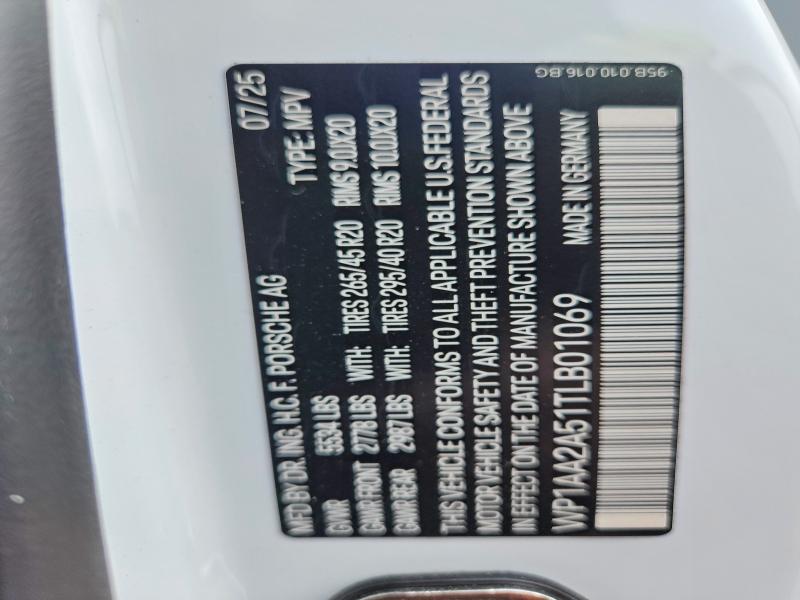 MFD BY DR. ING. H.C. F. PORSCHE AG 07/25
GVWR 5534 LBS TYPE: MPV
GAWR FRONT 2778 LBS WITH: TIRES 265/45 R20 RIMS 9.0JX20
GAWR REAR 2987 LBS WITH: TIRES 295/40 R20 RIMS 10.0JX20
THIS VEHICLE CONFORMS TO ALL APPLICABLE U.S. FEDERAL
MOTOR VEHICLE SAFETY AND THEFT PREVENTION STANDARDS
IN EFFECT ON THE DATE OF MANUFACTURE SHOWN ABOVE
WP1AA2A51TLB01069 MADE IN GERMANY
95B.010.016.BG